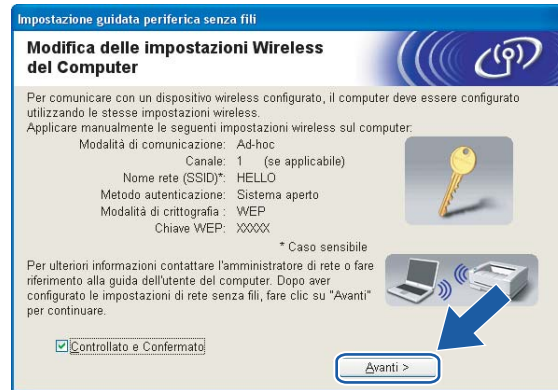 Impostazione guidata periferica senza fili
Modifica delle impostazioni Wireless
del Computer
Per comunicare con un dispositivo wireless configurato, il computer deve essere configurato
utilizzando le stesse impostazioni wireless.
Applicare manualmente le seguenti impostazioni wireless sul computer:
Modalità di comunicazione: Ad-hoc
Canale: 1 (se applicabile)
Nome rete (SSID)*: HELLO
Metodo autenticazione: Sistema aperto
Modalità di crittografia : WEP
Chiave WEP: XXXXX
* Caso sensibile
Per ulteriori informazioni contattare l'amministratore di rete o fare
riferimento alla guida dell'utente del computer. Dopo aver
configurato le impostazioni di rete senza fili, fare clic su "Avanti"
per continuare.
Controllato e Confermato
Avanti >